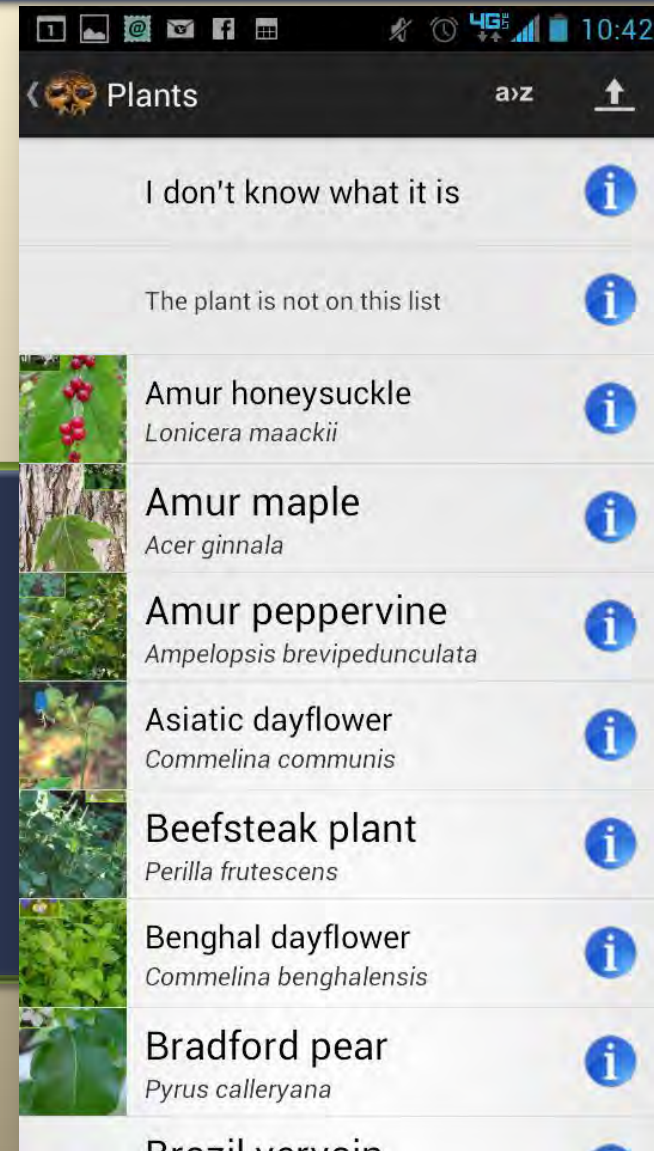 1
4G
10:42
Plants
a›z
I don't know what it is
The plant is not on this list
Amur honeysuckle
Lonicera maackii
Amur maple
Acer ginnala
Amur peppervine
Ampelopsis brevipedunculata
Asiatic dayflower
Commelina communis
Beefsteak plant
Perilla frutescens
Benghal dayflower
Commelina benghalensis
Bradford pear
Pyrus calleryana